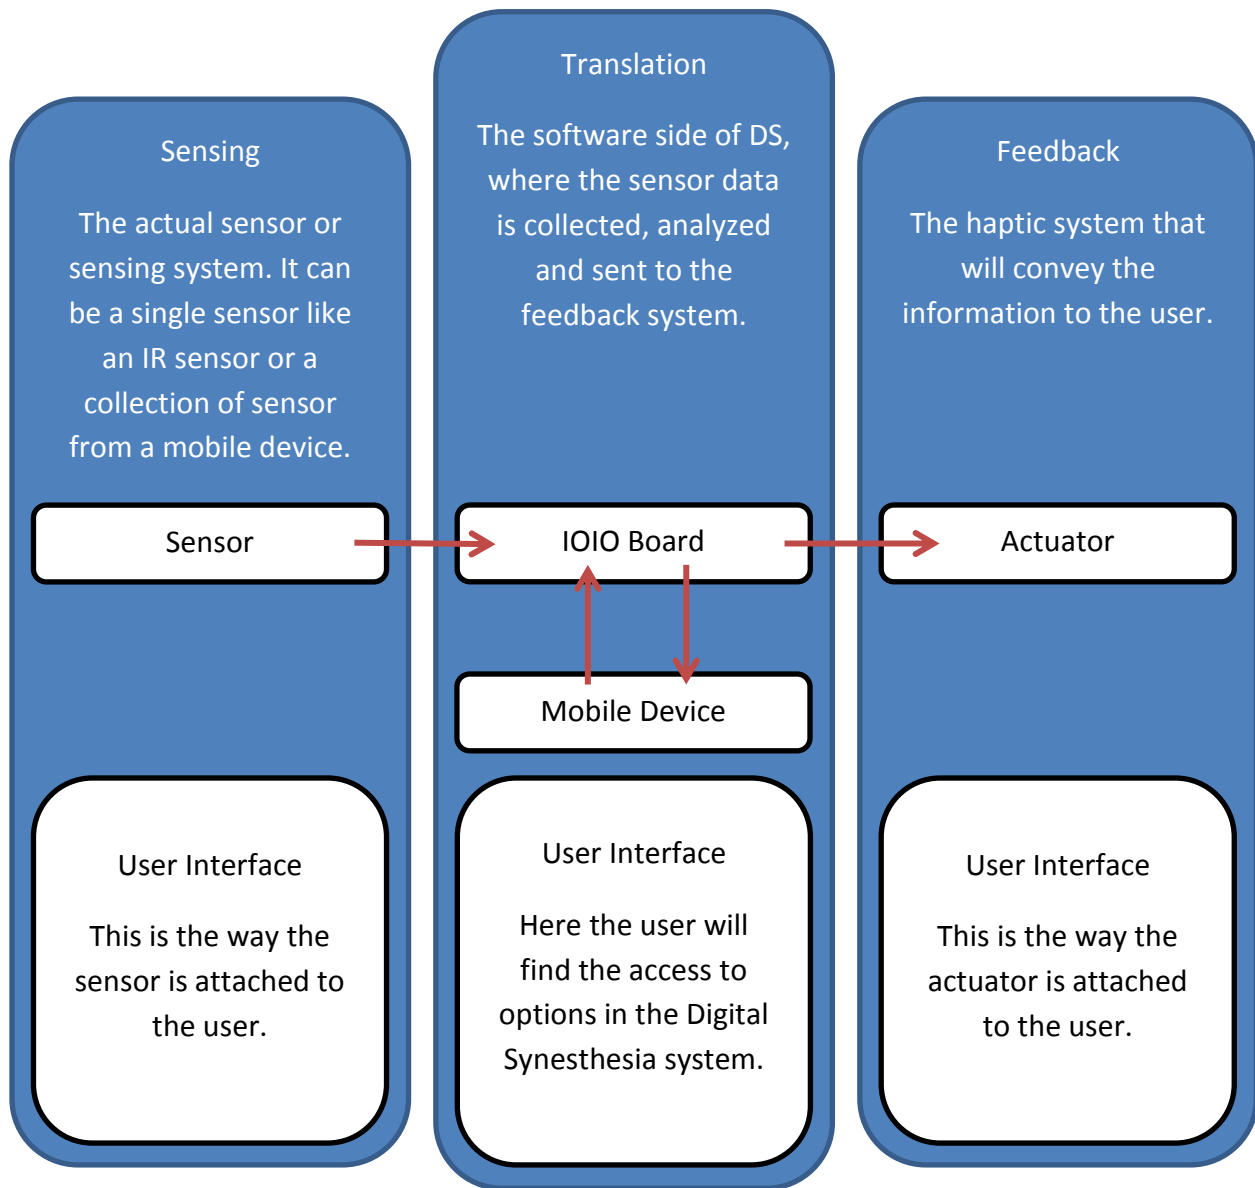 Sensing
The actual sensor or
sensing system. It can
be a single sensor like
an IR sensor or a
collection of sensor
from a mobile device.
Sensor
User Interface
This is the way the
sensor is attached to
the user.
Translation
The software side of DS,
where the sensor data
is collected, analyzed
and sent to the
feedback system.
IOIO Board
Mobile Device
User Interface
Here the user will
find the access to
options in the Digital
Synesthesia system.
Feedback
The haptic system that
will convey the
information to the user.
Actuator
User Interface
This is the way the
actuator is attached
to the user.